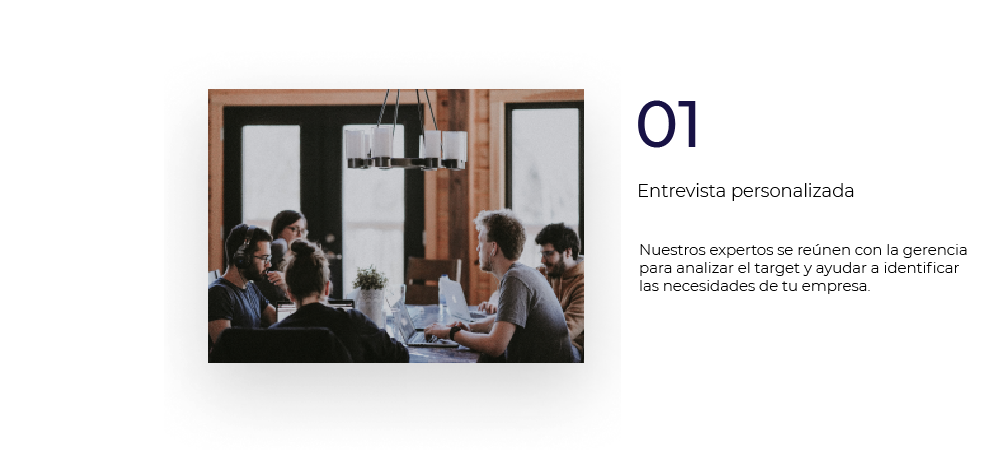 01
Entrevista personalizada
Nuestros expertos se reúnen con la gerencia
para analizar el target y ayudar a identificar
las necesidades de tu empresa.